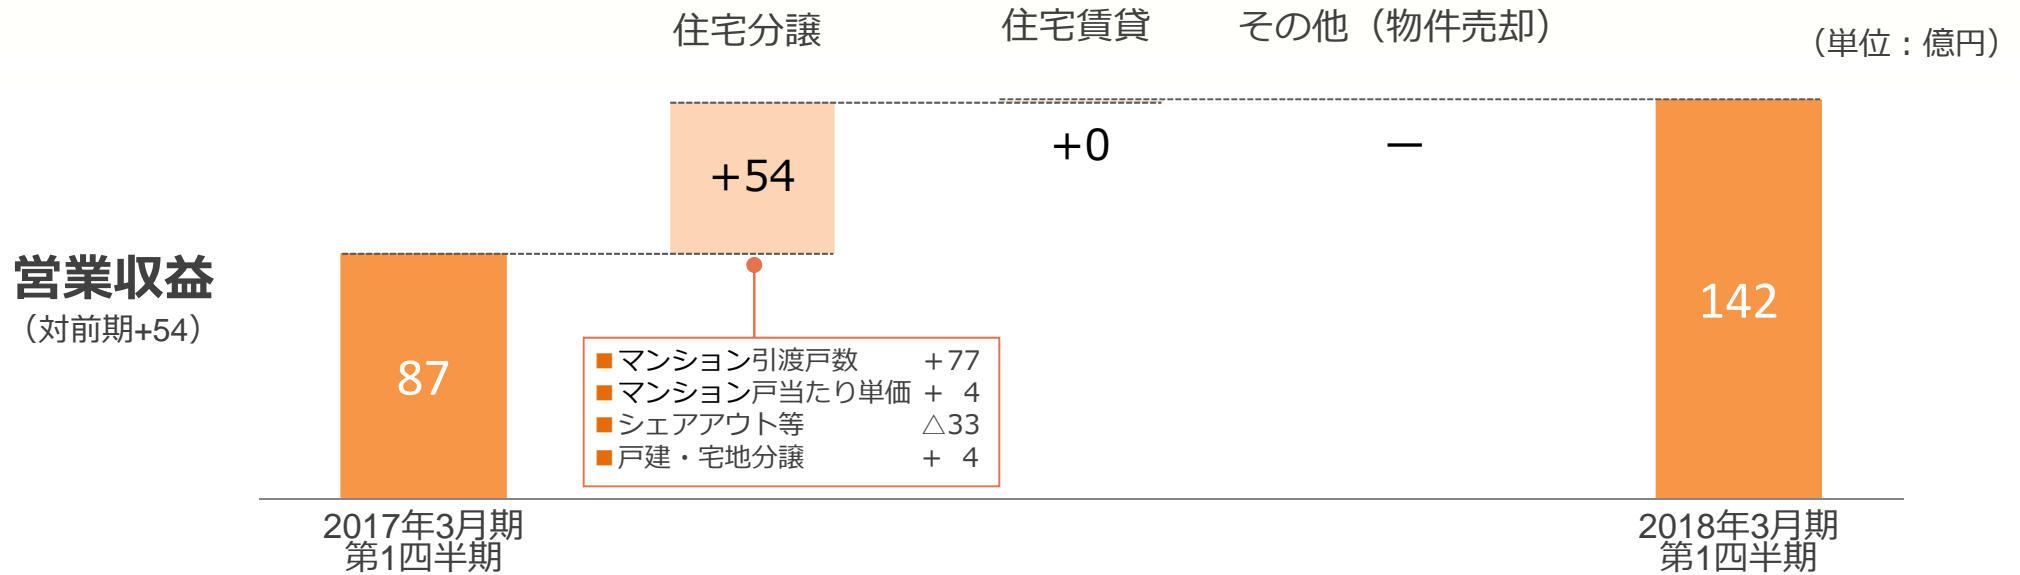 住宅分譲
住宅賃貸
その他（物件売却）
（単位：億円）
+54
+0
－
営業収益
（対前期+54）
87
142
■マンション引渡戸数 ＋77
■マンション戸当たり単価 ＋ 4
■シェアアウト等 △33
■戸建・宅地分譲 ＋ 4
2017年3月期
第1四半期
2018年3月期
第1四半期